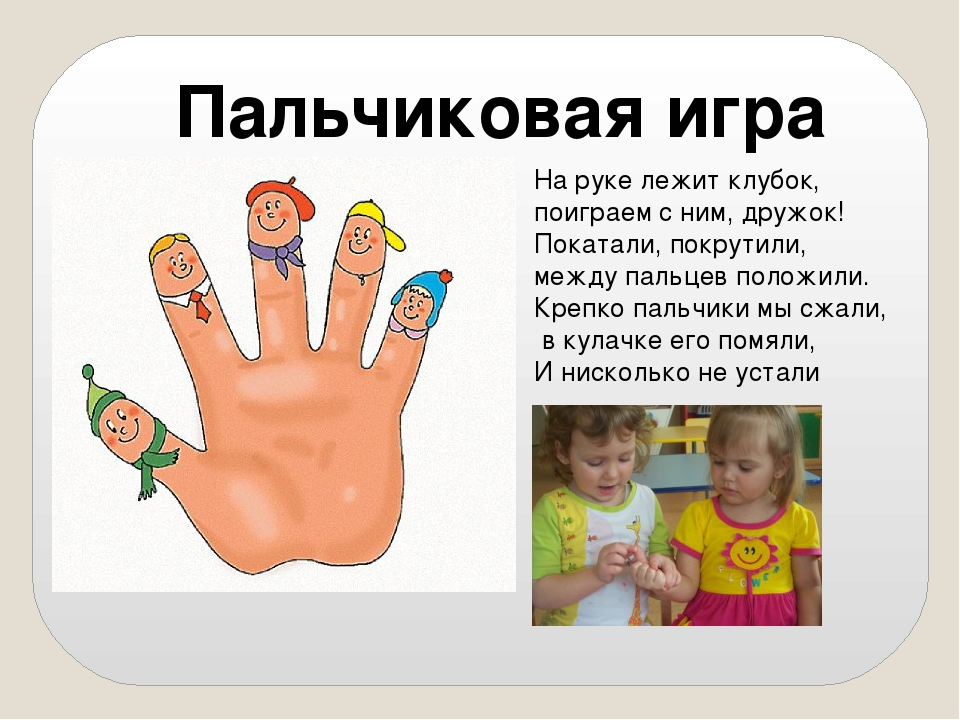 Пальчиковая игра
На руке лежит клубок,
поиграем с ним, дружок!
Покатали, покрутили,
между пальцев положили.
Крепко пальчики мы сжали,
в кулачке его помяли,
И нисколько не устали